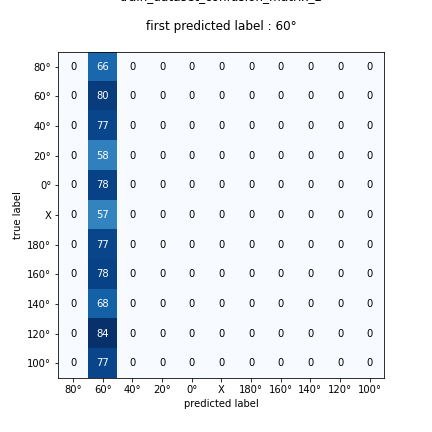 train_dataset_confusion_matrix_2
first predicted label : 60°
80° 0 66 0 0 0 0 0 0 0 0 0
60° 0 80 0 0 0 0 0 0 0 0 0
40° 0 77 0 0 0 0 0 0 0 0 0
20° 0 58 0 0 0 0 0 0 0 0 0
0° 0 78 0 0 0 0 0 0 0 0 0
X 0 57 0 0 0 0 0 0 0 0 0
180° 0 77 0 0 0 0 0 0 0 0 0
160° 0 78 0 0 0 0 0 0 0 0 0
140° 0 68 0 0 0 0 0 0 0 0 0
120° 0 84 0 0 0 0 0 0 0 0 0
100° 0 77 0 0 0 0 0 0 0 0 0
true label
80° 60° 40° 20° 0° X 180° 160° 140° 120° 100°
predicted label